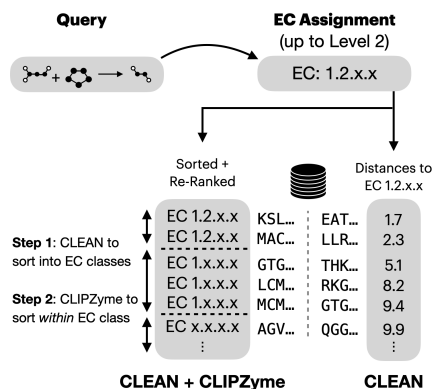 Query
EC Assignment
(up to Level 2)
+
EC: 1.2.x.x
Sorted +
Re-Ranked
Distances to
EC 1.2.x.x
Step 1: CLEAN to
sort into EC classes
Step 2: CLIPZyme to
sort within EC class
EC 1.2.x.x KSL… EAT… 1.7
EC 1.2.x.x MAC… LLR… 2.3
EC 1.x.x.x GTG… THK… 5.1
EC 1.x.x.x LCM… RKG… 8.2
EC 1.x.x.x MCM… GTG… 9.4
EC x.x.x.x AGV… QGG… 9.9
⋮ ⋮
CLEAN + CLIPZyme CLEAN